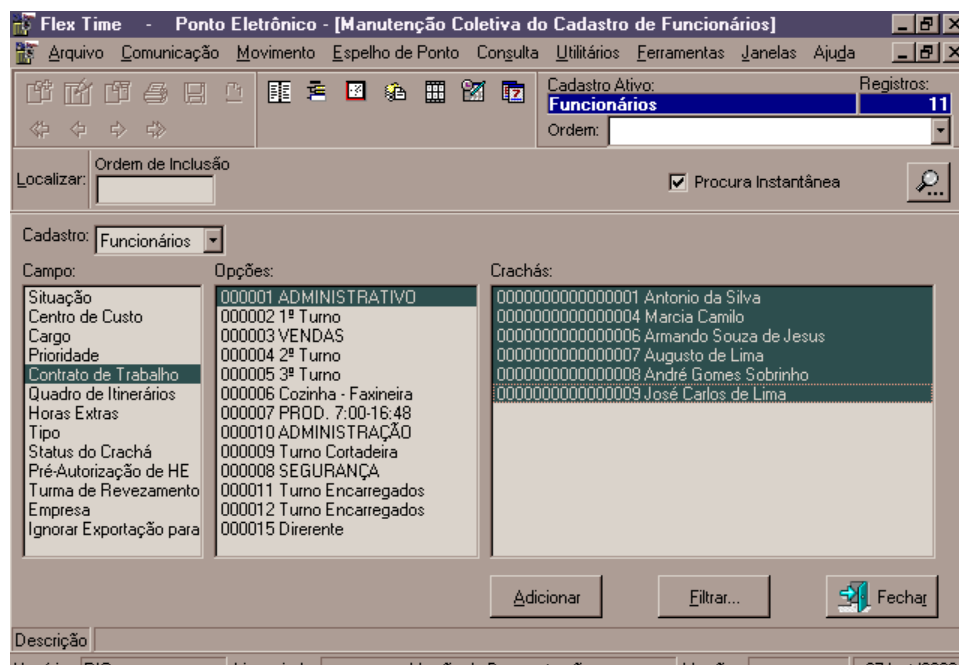 Flex Time - Ponto Eletrônico - [Manutenção Coletiva do Cadastro de Funcionários]
Arquivo Comunicação Movimento Espelho de Ponto Consulta Utilitários Ferramentas Janelas Ajuda
Cadastro Ativo: Registros:
Funcionários 11
Ordem:
Ordem de Inclusão
Localizar: Procura Instantânea
Cadastro: Funcionários
Campo:
Situação
Centro de Custo
Cargo
Prioridade
Contrato de Trabalho
Quadro de Itinerários
Horas Extras
Tipo
Status do Crachá
Pré-Autorização de HE
Turma de Revezamento
Empresa
Ignorar Exportação para
Opções:
000001 ADMINISTRATIVO
000002 1º Turno
000003 VENDAS
000004 2º Turno
000005 3º Turno
000006 Cozinha - Faxineira
000007 PROD. 7:00-16:48
000010 ADMINISTRAÇÃO
000009 Turno Cortadeira
000008 SEGURANÇA
000011 Turno Encarregados
000012 Turno Encarregados
000015 Direrente
Crachás:
0000000000000001 Antonio da Silva
0000000000000004 Marcia Camilo
0000000000000006 Armando Souza de Jesus
0000000000000007 Augusto de Lima
0000000000000008 André Gomes Sobrinho
0000000000000009 José Carlos de Lima
Adicionar Filtrar... Fechar
Descrição